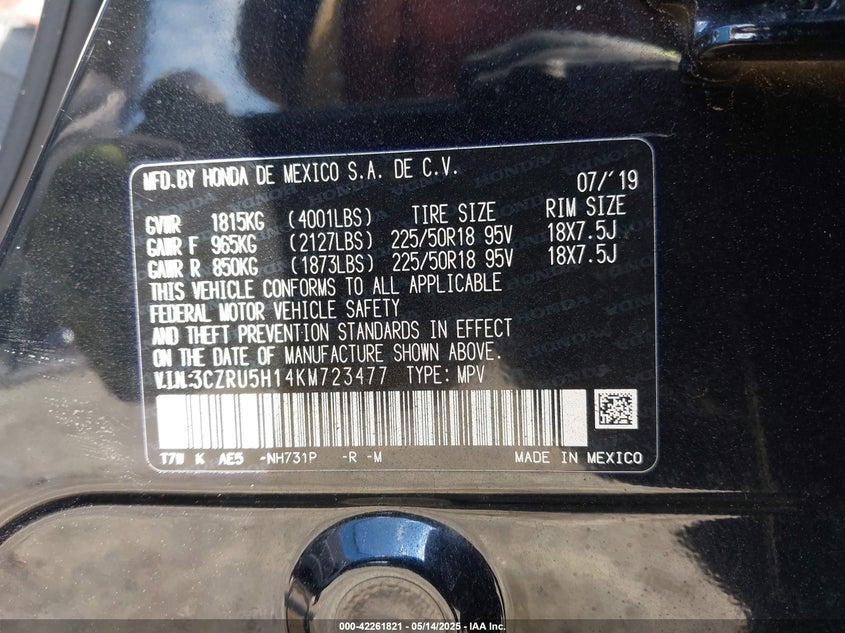 MFD.BY HONDA DE MEXICO S.A. DE C.V.
07/'19
GVWR 1815KG (4001LBS) TIRE SIZE RIM SIZE
GAWR F 965KG (2127LBS) 225/50R18 95V 18X7.5J
GAWR R 850KG (1873LBS) 225/50R18 95V 18X7.5J
THIS VEHICLE CONFORMS TO ALL APPLICABLE
FEDERAL MOTOR VEHICLE SAFETY
AND THEFT PREVENTION STANDARDS IN EFFECT
ON THE DATE OF MANUFACTURE SHOWN ABOVE.
V.I.N.:3CZRU5H14KM723477 TYPE: MPV
T7W K AE5 -NH731P -R -M MADE IN MEXICO
000-42261821 | 05/14/2025 - IAA Inc.